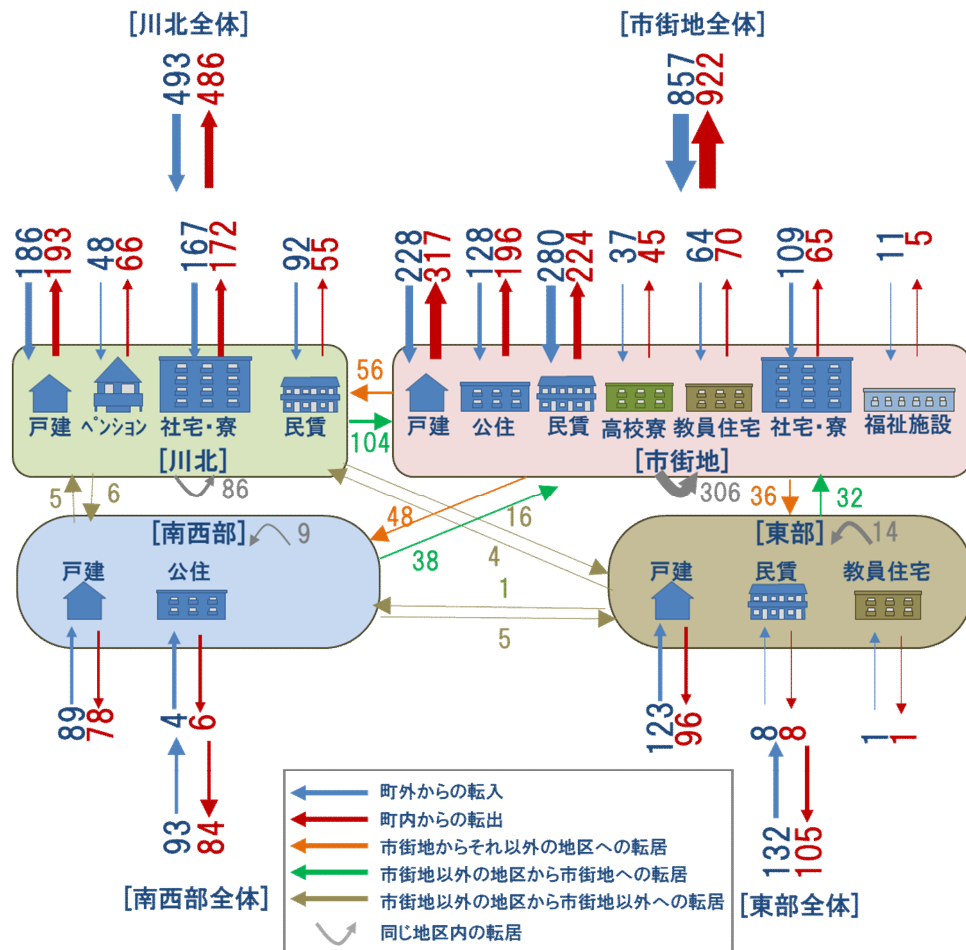 [川北全体]
[市街地全体]
493
486
857
922
186
193
48
66
167
172
92
55
228
317
128
196
280
224
37
45
64
70
109
65
11
5
戸建
ペンション
社宅・寮
民賃
[川北]
56
104
戸建
公住
民賃
高校寮
教員住宅
社宅・寮
福祉施設
[市街地]
5
6
86
306
36
32
48
38
16
4
1
5
[南西部]
9
戸建
公住
[東部]
14
戸建
民賃
教員住宅
89
78
4
6
93
84
[南西部全体]
123
96
8
8
1
1
132
105
[東部全体]
町外からの転入
町内からの転出
市街地からそれ以外の地区への転居
市街地以外の地区から市街地への転居
市街地以外の地区から市街地以外への転居
同じ地区内の転居